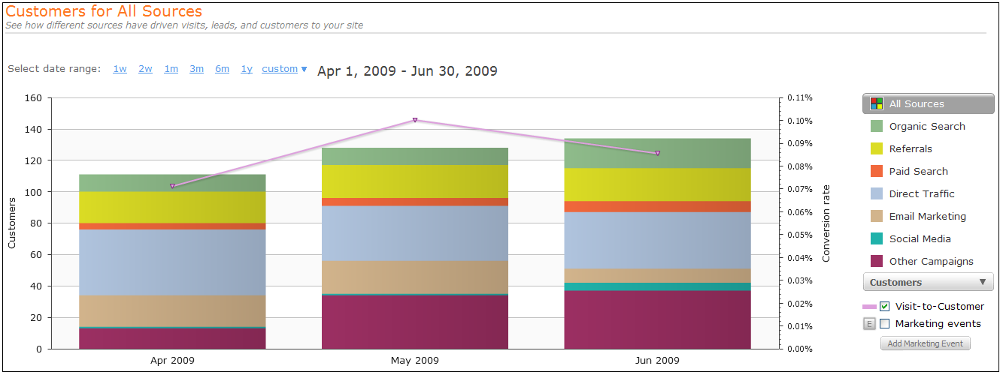 Customers for All Sources
See how different sources have driven visits, leads, and customers to your site
Select date range: 1w 2w 1m 3m 6m 1y custom Apr 1, 2009 - Jun 30, 2009
Customers
160
140
120
100
80
60
40
20
0
Apr 2009 May 2009 Jun 2009
0.11%
0.10%
0.09%
0.08%
0.07%
0.06%
0.05%
0.04%
0.03%
0.02%
0.01%
0.00%
Conversion rate
All Sources
Organic Search
Referrals
Paid Search
Direct Traffic
Email Marketing
Social Media
Other Campaigns
Customers
Visit-to-Customer
E Marketing events
Add Marketing Event